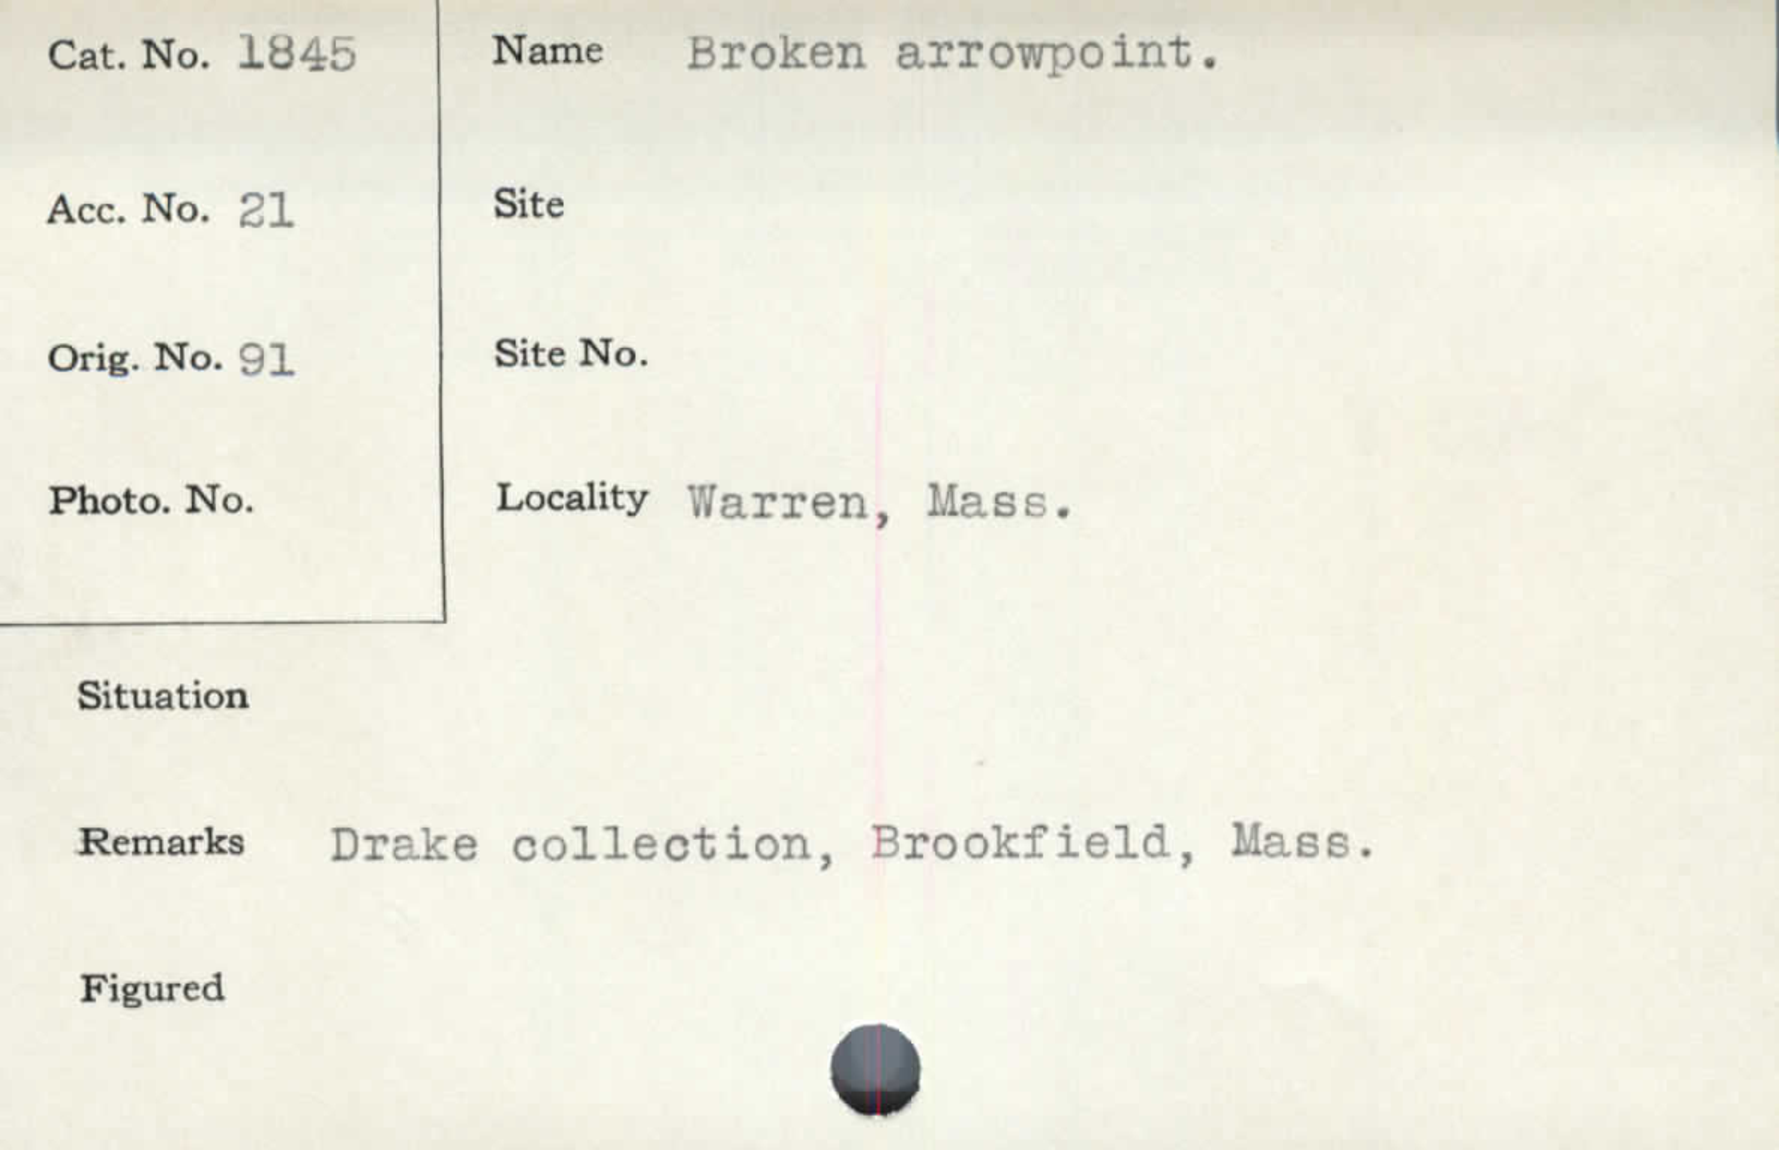 Cat. No. 1845
Name Broken arrowpoint.
Acc. No. 21
Site
Orig. No. 91
Site No.
Photo. No.
Locality Warren, Mass.
Situation
Remarks Drake collection, Brookfield, Mass.
Figured